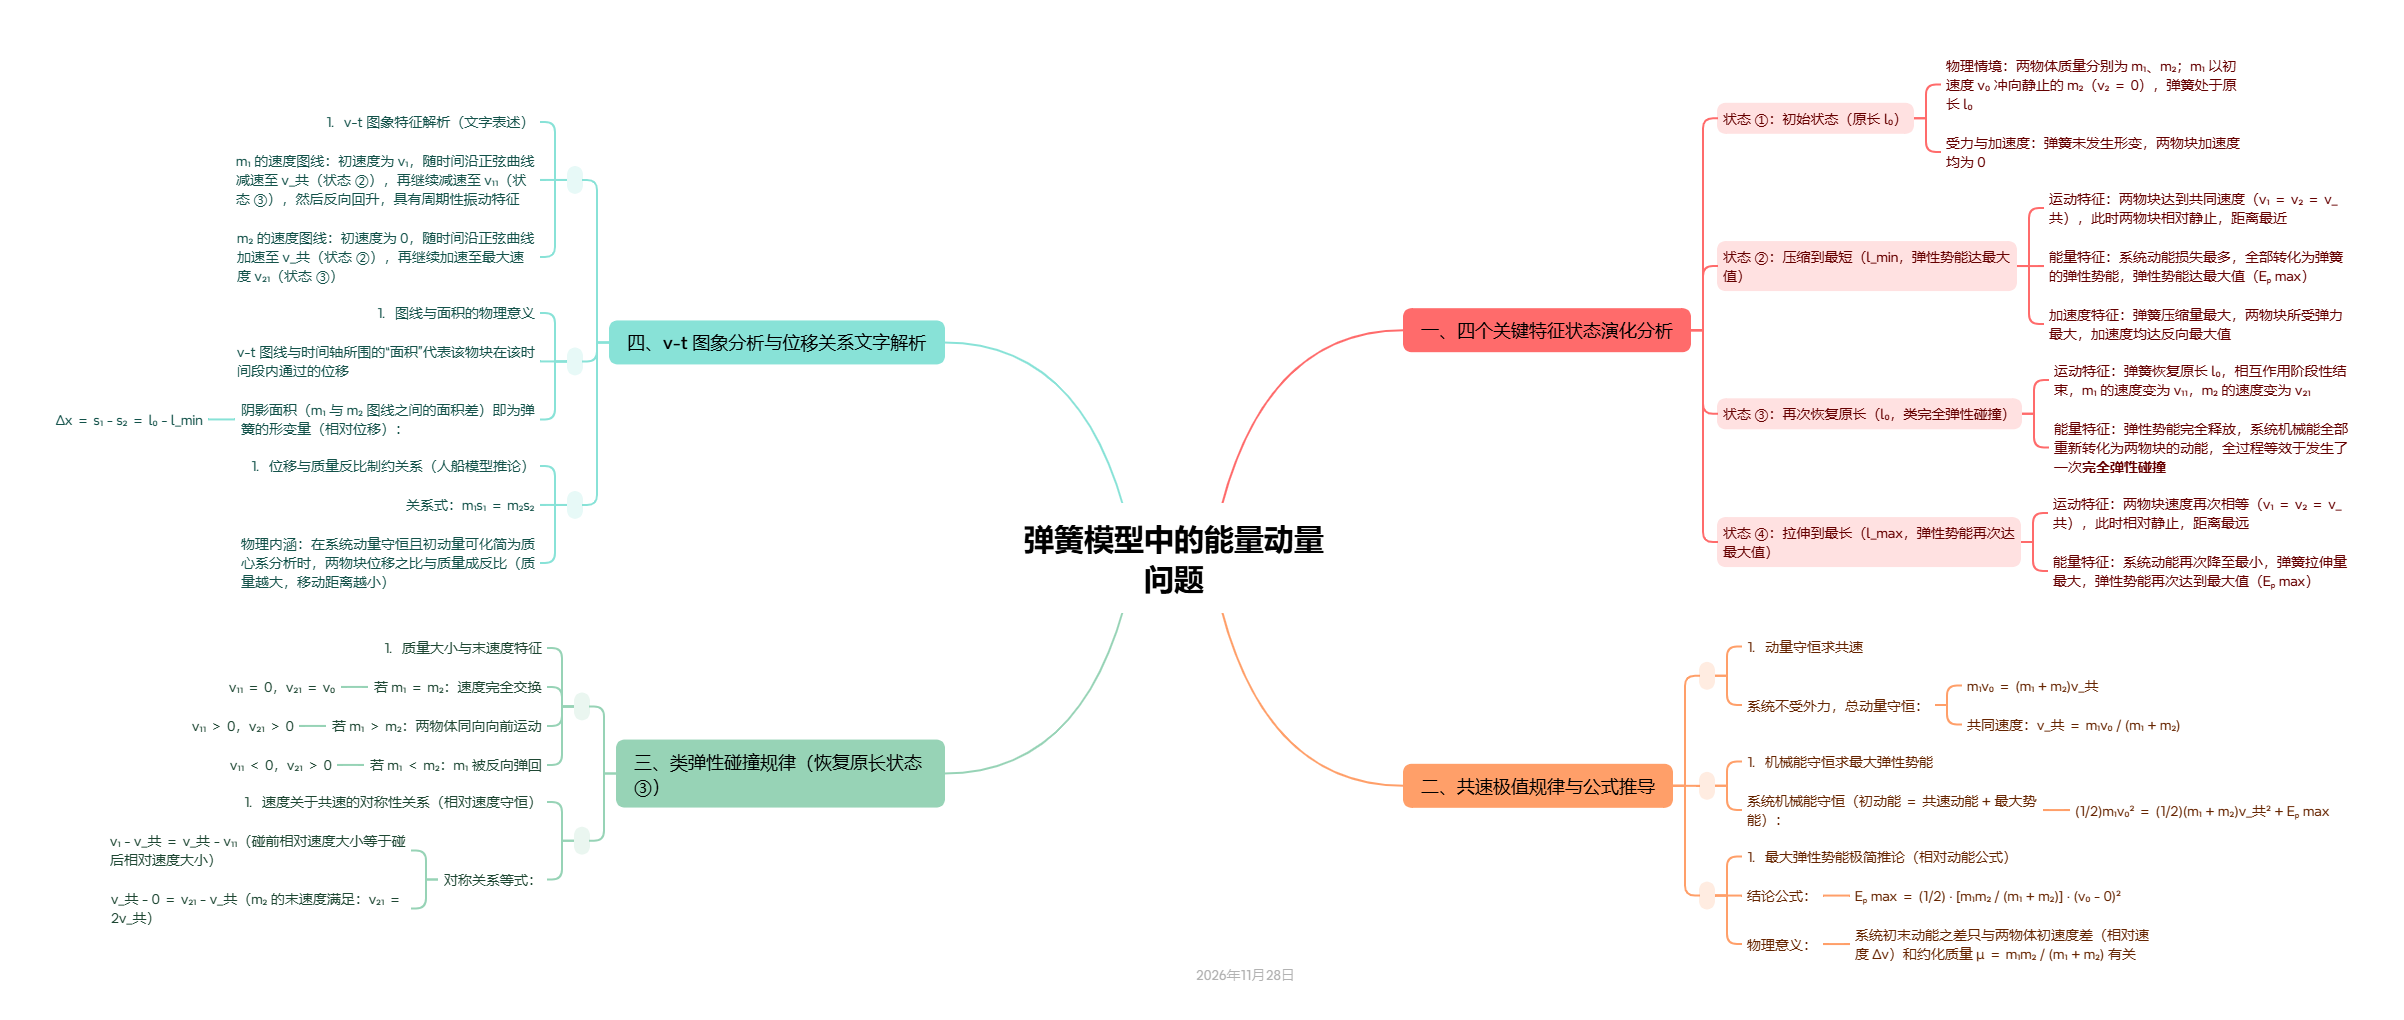 弹簧模型中的能量动量
问题
一、四个关键特征状态演化分析
状态 ①：初始状态（原长 l₀）
物理情境：两物体质量分别为 m₁、m₂；m₁ 以初
速度 v₀ 冲向静止的 m₂（v₂ = 0），弹簧处于原
长 l₀
受力与加速度：弹簧未发生形变，两物块加速度
均为 0
状态 ②：压缩到最短（l_min，弹性势能达最大
值）
运动特征：两物块达到共同速度（v₁ = v₂ = v_
共），此时两物块相对静止，距离最近
能量特征：系统动能损失最多，全部转化为弹簧
的弹性势能，弹性势能达最大值（Eₚ max）
加速度特征：弹簧压缩量最大，两物块所受弹力
最大，加速度均达反向最大值
状态 ③：再次恢复原长（l₀，类完全弹性碰撞）
运动特征：弹簧恢复原长 l₀，相互作用阶段性结
束，m₁ 的速度变为 v₁₁，m₂ 的速度变为 v₂₁
能量特征：弹性势能完全释放，系统机械能全部
重新转化为两物块的动能，全过程等效于发生了
一次完全弹性碰撞
状态 ④：拉伸到最长（l_max，弹性势能再次达
最大值）
运动特征：两物块速度再次相等（v₁ = v₂ = v_
共），此时相对静止，距离最远
能量特征：系统动能再次降至最小，弹簧拉伸量
最大，弹性势能再次达到最大值（Eₚ max）
二、共速极值规律与公式推导
1. 动量守恒求共速
系统不受外力，总动量守恒：
m₁v₀ = (m₁ + m₂)v_共
共同速度：v_共 = m₁v₀ / (m₁ + m₂)
1. 机械能守恒求最大弹性势能
系统机械能守恒（初动能 = 共速动能 + 最大势
能）：
(1/2)m₁v₀² = (1/2)(m₁ + m₂)v_共² + Eₚ max
1. 最大弹性势能极简推论（相对动能公式）
结论公式：
Eₚ max = (1/2) · [m₁m₂ / (m₁ + m₂)] · (v₀ - 0)²
物理意义：
系统初末动能之差只与两物体初速度差（相对速
度 Δv）和约化质量 μ = m₁m₂ / (m₁ + m₂) 有关
三、类弹性碰撞规律（恢复原长状态
③）
1. 质量大小与末速度特征
若 m₁ = m₂：速度完全交换
v₁₁ = 0，v₂₁ = v₀
若 m₁ > m₂：两物体同向向前运动
v₁₁ > 0，v₂₁ > 0
若 m₁ < m₂：m₁ 被反向弹回
v₁₁ < 0，v₂₁ > 0
1. 速度关于共速的对称性关系（相对速度守恒）
对称关系等式：
v₁ - v_共 = v_共 - v₁₁（碰前相对速度大小等于碰
后相对速度大小）
v_共 - 0 = v₂₁ - v_共（m₂ 的末速度满足：v₂₁ =
2v_共）
四、v-t 图象分析与位移关系文字解析
1. v-t 图象特征解析（文字表述）
m₁ 的速度图线：初速度为 v₁，随时间沿正弦曲线
减速至 v_共（状态 ②），再继续减速至 v₁₁（状
态 ③），然后反向回升，具有周期性振动特征
m₂ 的速度图线：初速度为 0，随时间沿正弦曲线
加速至 v_共（状态 ②），再继续加速至最大速
度 v₂₁（状态 ③）
1. 图线与面积的物理意义
v-t 图线与时间轴所围的“面积”代表该物块在该时
间段内通过的位移
阴影面积（m₁ 与 m₂ 图线之间的面积差）即为弹
簧的形变量（相对位移）：
Δx = s₁ - s₂ = l₀ - l_min
1. 位移与质量反比制约关系（人船模型推论）
关系式：m₁s₁ = m₂s₂
物理内涵：在系统动量守恒且初动量可化简为质
心系分析时，两物块位移之比与质量成反比（质
量越大，移动距离越小）
2026年11月28日